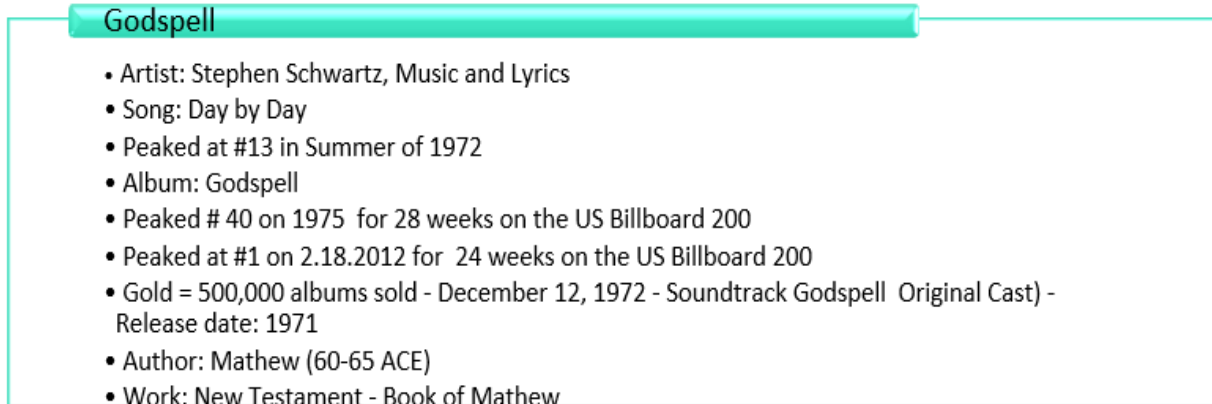 Godspell
• Artist: Stephen Schwartz, Music and Lyrics
• Song: Day by Day
• Peaked at #13 in Summer of 1972
• Album: Godspell
• Peaked # 40 on 1975  for 28 weeks on the US Billboard 200
• Peaked at #1 on 2.18.2012 for  24 weeks on the US Billboard 200
• Gold = 500,000 albums sold - December 12, 1972 - Soundtrack Godspell  Original Cast) -
Release date: 1971
• Author: Mathew (60-65 ACE)
• Work: New Testament - Book of Mathew